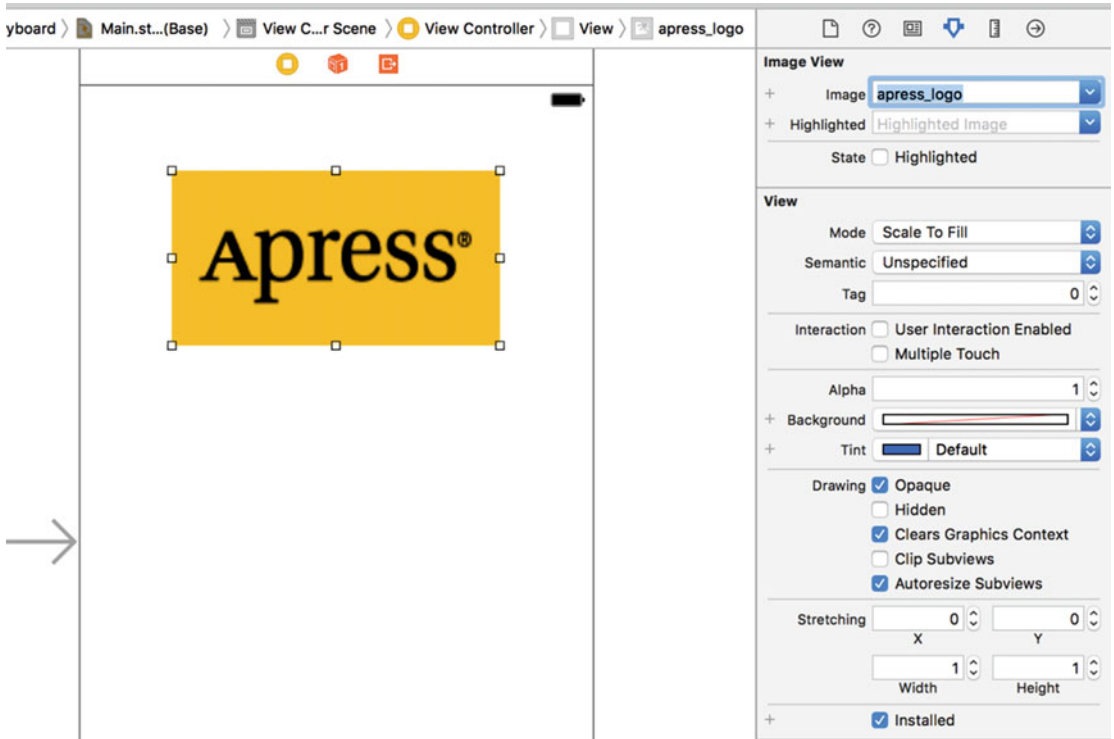 yboard Main.st...(Base) View C...r Scene View Controller View apress_logo
Image View
Image apress_logo
Highlighted Highlighted Image
State Highlighted
Apress®
View
Mode Scale To Fill
Semantic Unspecified
Tag 0
Interaction User Interaction Enabled
Multiple Touch
Alpha 1
Background
Tint Default
Drawing Opaque
Hidden
Clears Graphics Context
Clip Subviews
Autoresize Subviews
Stretching 0 0
X Y
1 1
Width Height
Installed